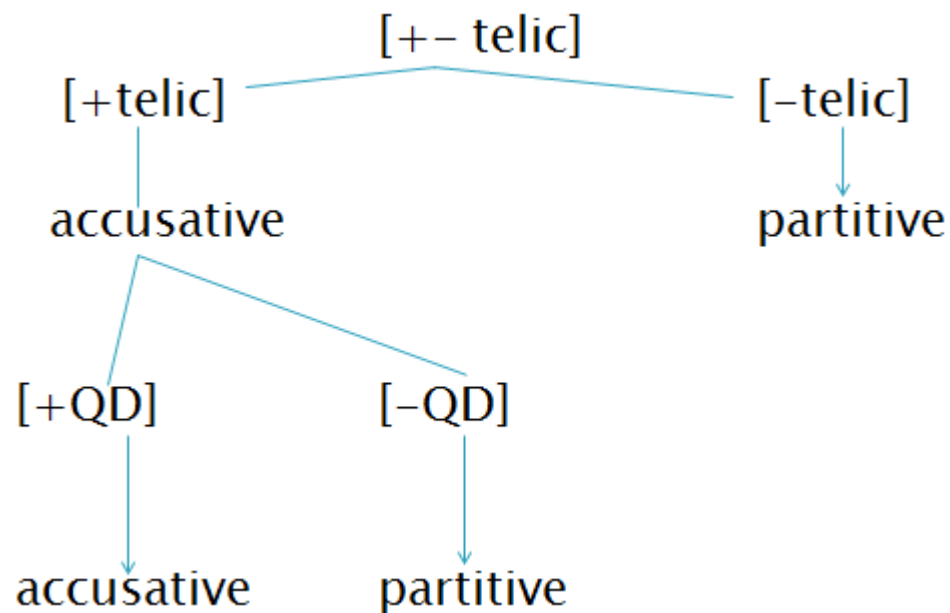 [+− telic]
[+telic]
[−telic]
accusative
partitive
[+QD]
[−QD]
accusative
partitive